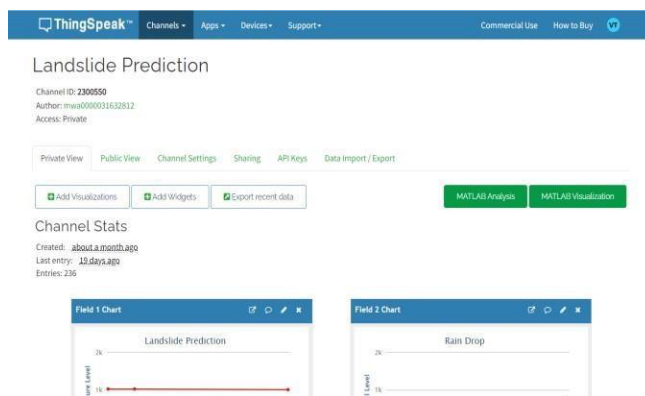 ThingSpeak™ Channels Apps Devices Support Commercial Use How to Buy VT
Landslide Prediction
Channel ID: 2300550
Author: mwa0000031632812
Access: Private
Private View Public View Channel Settings Sharing API Keys Data Import / Export
Add Visualizations Add Widgets Export recent data MATLAB Analysis MATLAB Visualization
Channel Stats
Created: about a month ago
Last entry: 19 days ago
Entries: 236
Field 1 Chart Field 2 Chart
Landslide Prediction Rain Drop
2k 2k
1k 1k